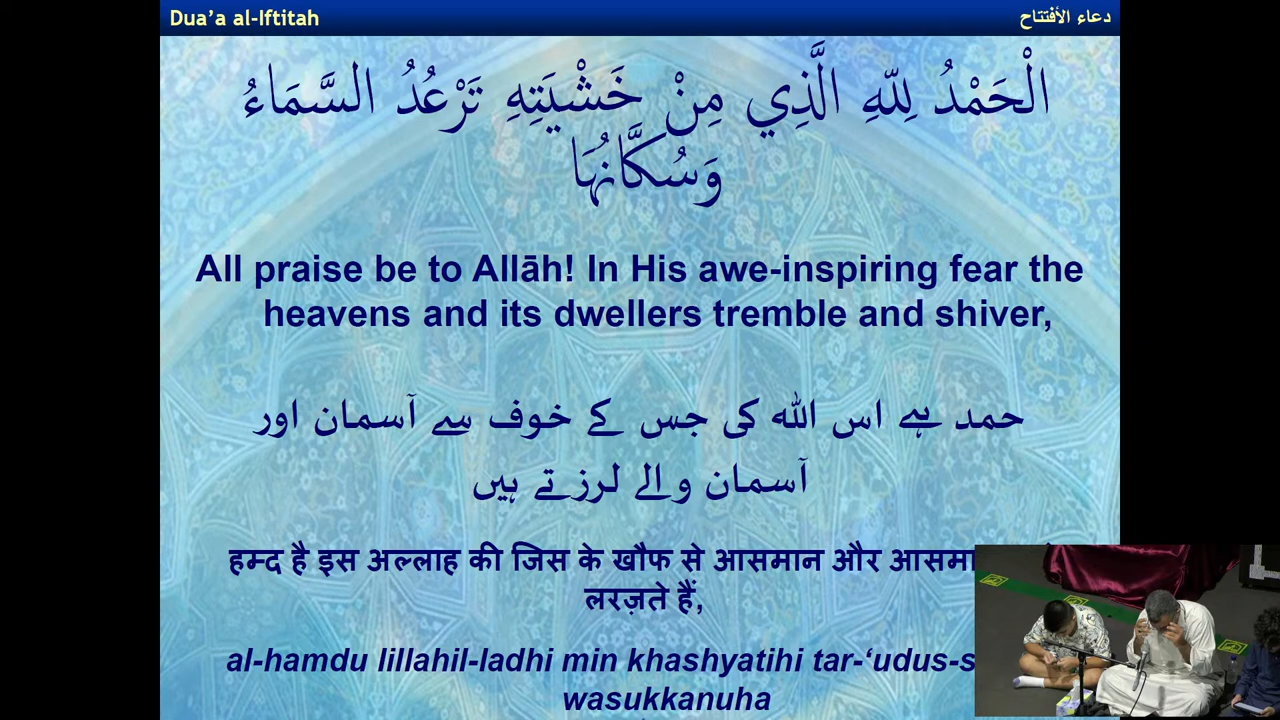 Dua’a al-Iftitah
دعاء الأفتتاح
الْحَمْدُ لِلّهِ الَّذِي مِنْ خَشْيَتِهِ تَرْعُدُ السَّمَاءُ
وَسُكَّانُهَا
All praise be to Allāh! In His awe-inspiring fear the
heavens and its dwellers tremble and shiver,
حمد ہے اس اللہ کی جس کے خوف سے آسمان اور
آسمان والے لرزتے ہیں
हम्द है इस अल्लाह की जिस के खौफ से आसमान और
लरज़ते हैं,
al-hamdu lillahil-ladhi min khashyatihi tar-‘udus-s
wasukkanuha